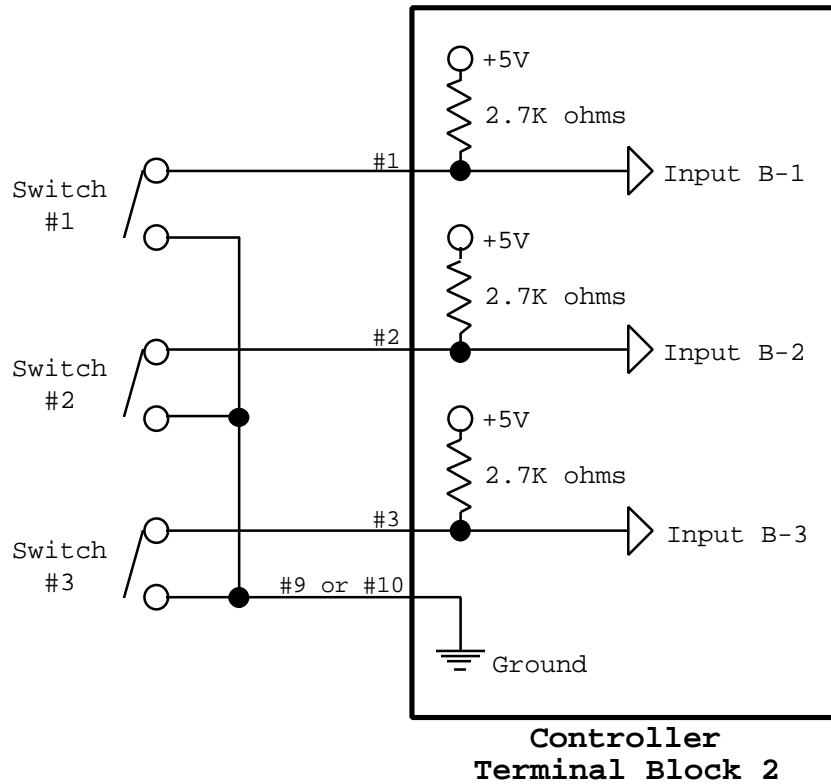 +5V
2.7K ohms
#1
Input B-1
Switch
#1
+5V
2.7K ohms
#2
Input B-2
Switch
#2
+5V
2.7K ohms
#3
Input B-3
Switch
#3
#9 or #10
Ground
Controller
Terminal Block 2